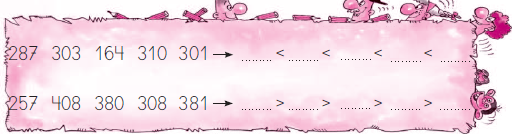 287 303 164 310 301 → ...... < ...... < ...... < ...... < ......
257 408 380 308 381 → ...... > ...... > ...... > ...... > ......